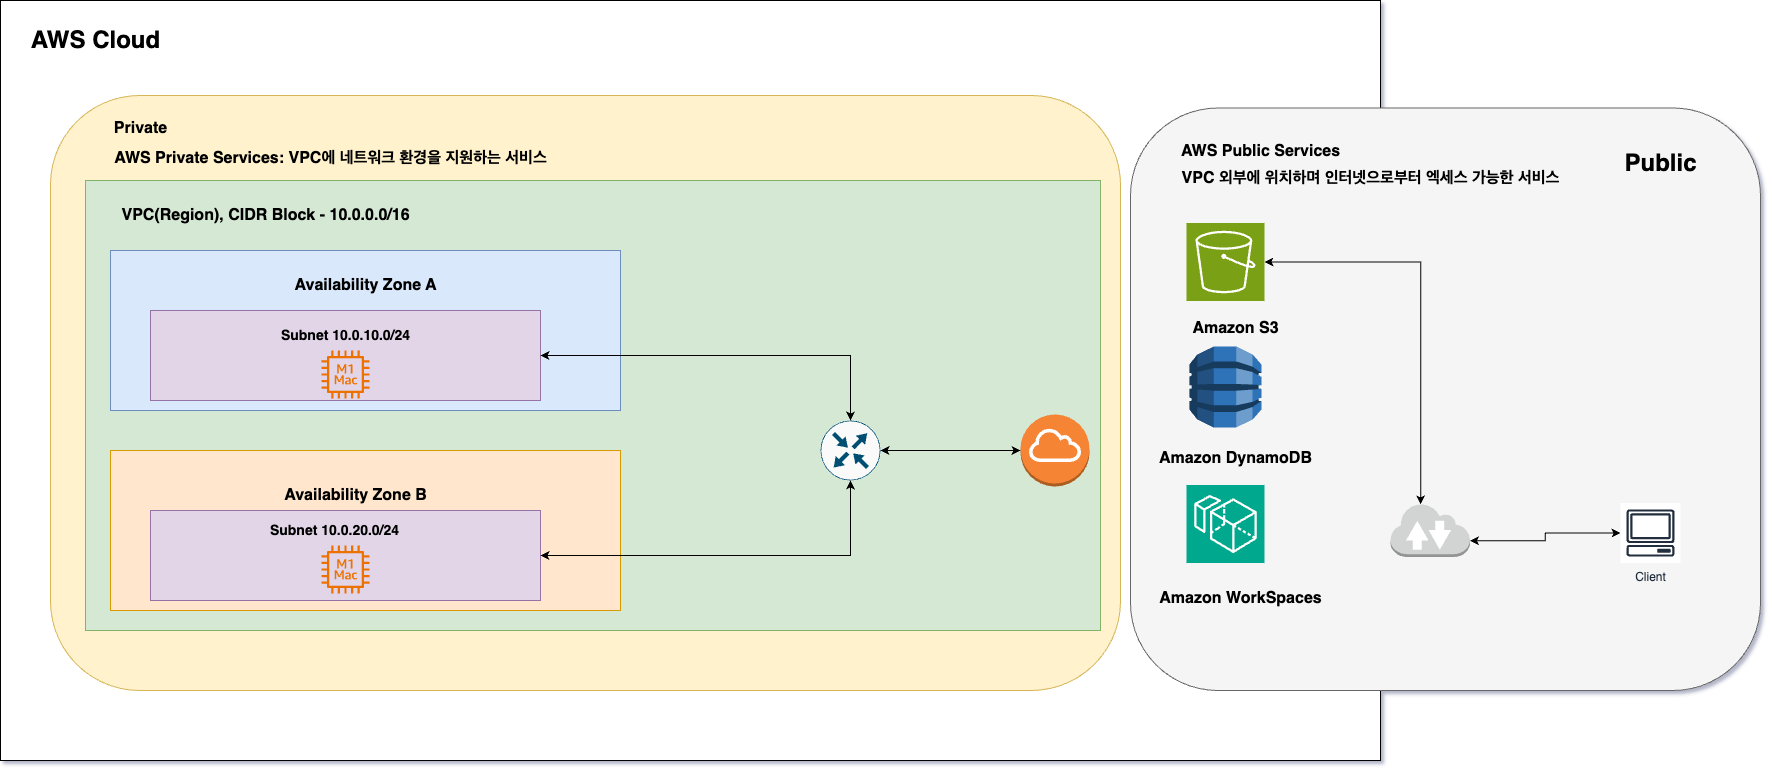 AWS Cloud
Private
AWS Private Services: VPC에 네트워크 환경을 지원하는 서비스
VPC(Region), CIDR Block - 10.0.0.0/16
Availability Zone A
Subnet 10.0.10.0/24
M1
Mac
Availability Zone B
Subnet 10.0.20.0/24
M1
Mac
AWS Public Services
VPC 외부에 위치하며 인터넷으로부터 엑세스 가능한 서비스
Public
Amazon S3
Amazon DynamoDB
Amazon WorkSpaces
Client